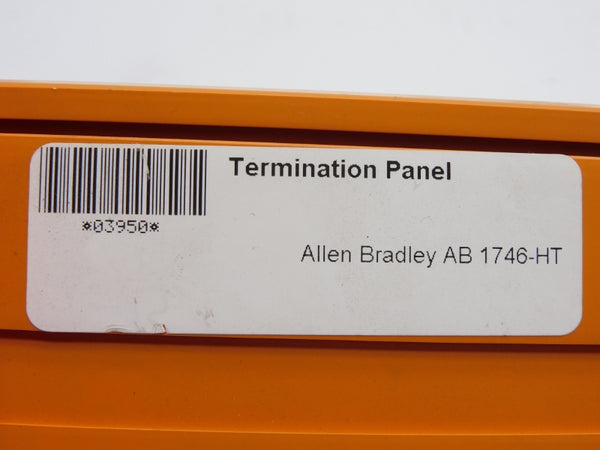 Termination Panel
*03950*
Allen Bradley AB 1746-HT